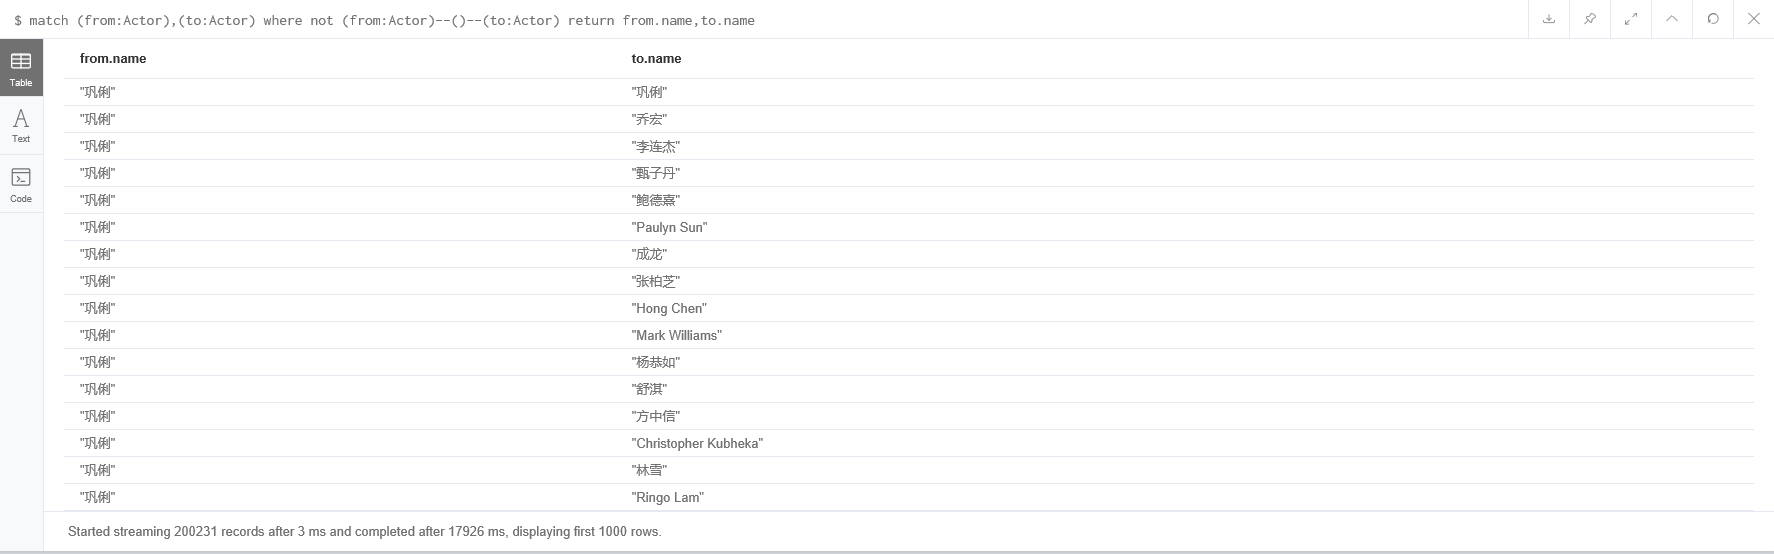 $ match (from:Actor),(to:Actor) where not (from:Actor)--()--(to:Actor) return from.name,to.name
Table
Text
Code
from.name to.name
"巩俐" "巩俐"
"巩俐" "乔宏"
"巩俐" "李连杰"
"巩俐" "甄子丹"
"巩俐" "鲍德熹"
"巩俐" "Paulyn Sun"
"巩俐" "成龙"
"巩俐" "张柏芝"
"巩俐" "Hong Chen"
"巩俐" "Mark Williams"
"巩俐" "杨恭如"
"巩俐" "舒淇"
"巩俐" "方中信"
"巩俐" "Christopher Kubheka"
"巩俐" "林雪"
"巩俐" "Ringo Lam"
Started streaming 200231 records after 3 ms and completed after 17926 ms, displaying first 1000 rows.